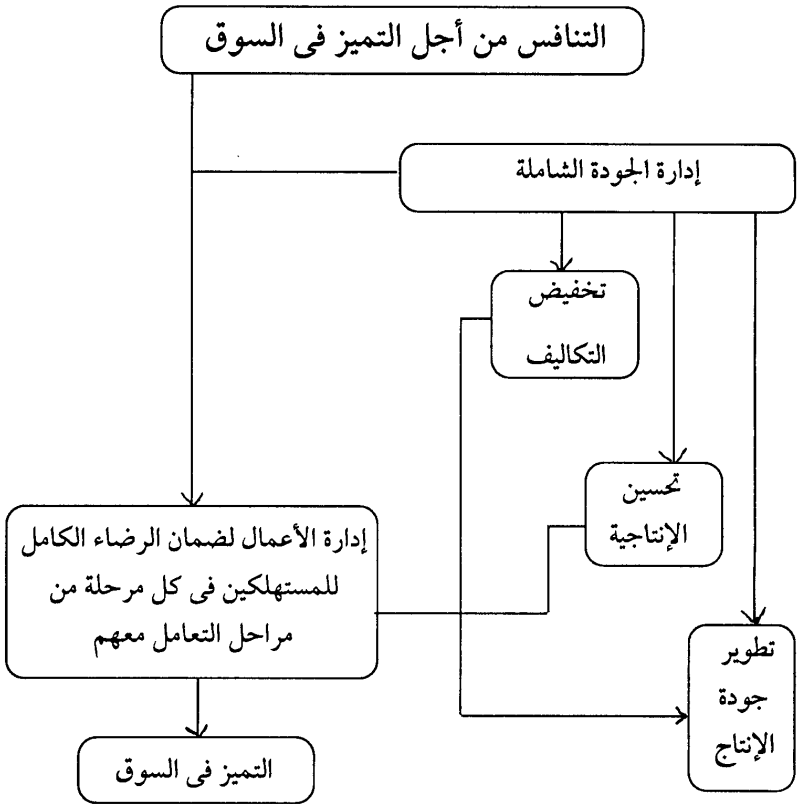 التنافس من أجل التميز فى السوق
إدارة الجودة الشاملة
تخفيض
التكاليف
تحسين
الإنتاجية
إدارة الأعمال لضمان الرضاء الكامل
للمستهلكين فى كل مرحلة من
مراحل التعامل معهم
تطوير
جودة
الإنتاج
التميز فى السوق